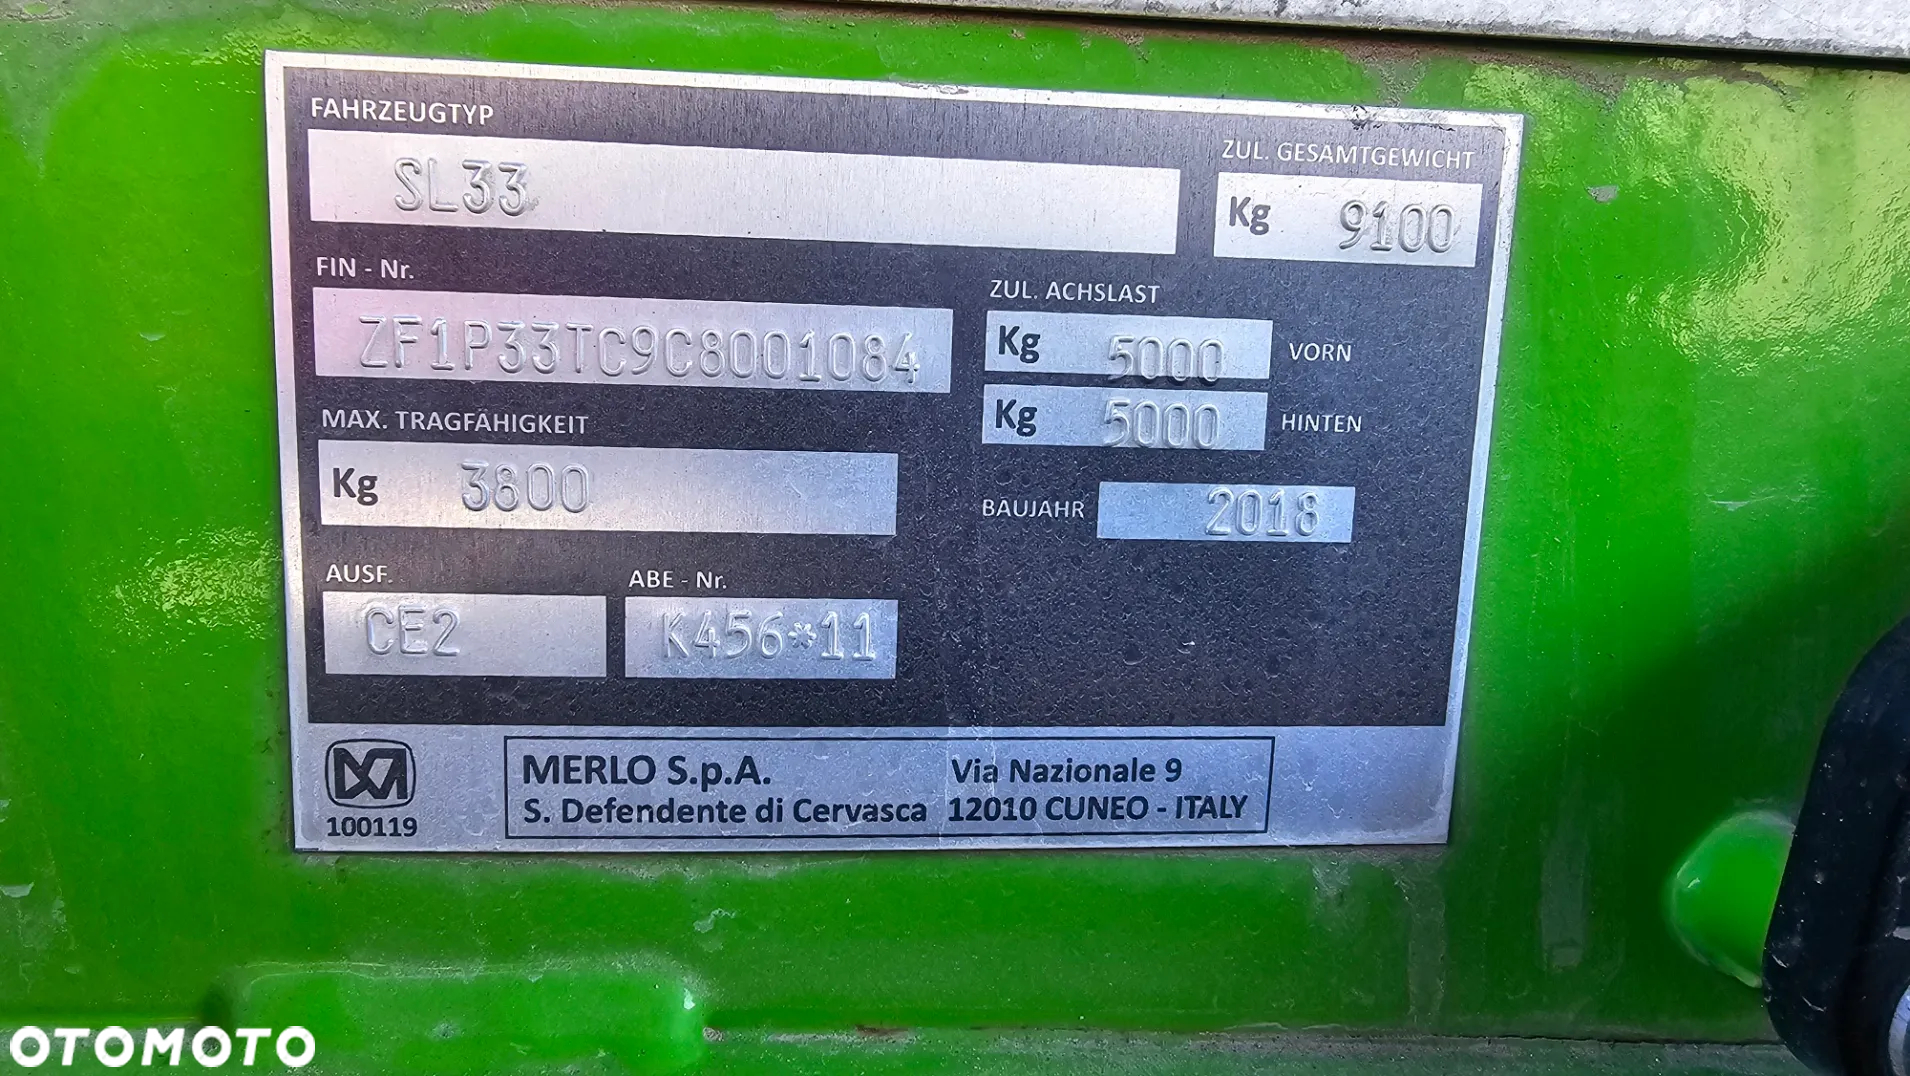 FAHRZEUGTYP
SL33
ZUL. GESAMTGEWICHT
Kg 9100
FIN - Nr.
ZF1P33TC9C8001084
ZUL. ACHSLAST
Kg 5000 VORN
Kg 5000 HINTEN
MAX. TRAGFÄHIGKEIT
Kg 3800
BAUJAHR 2018
AUSF.
CE2
ABE - Nr.
K456*11
100119
MERLO S.p.A. Via Nazionale 9
S. Defendente di Cervasca 12010 CUNEO - ITALY
OTOMOTO